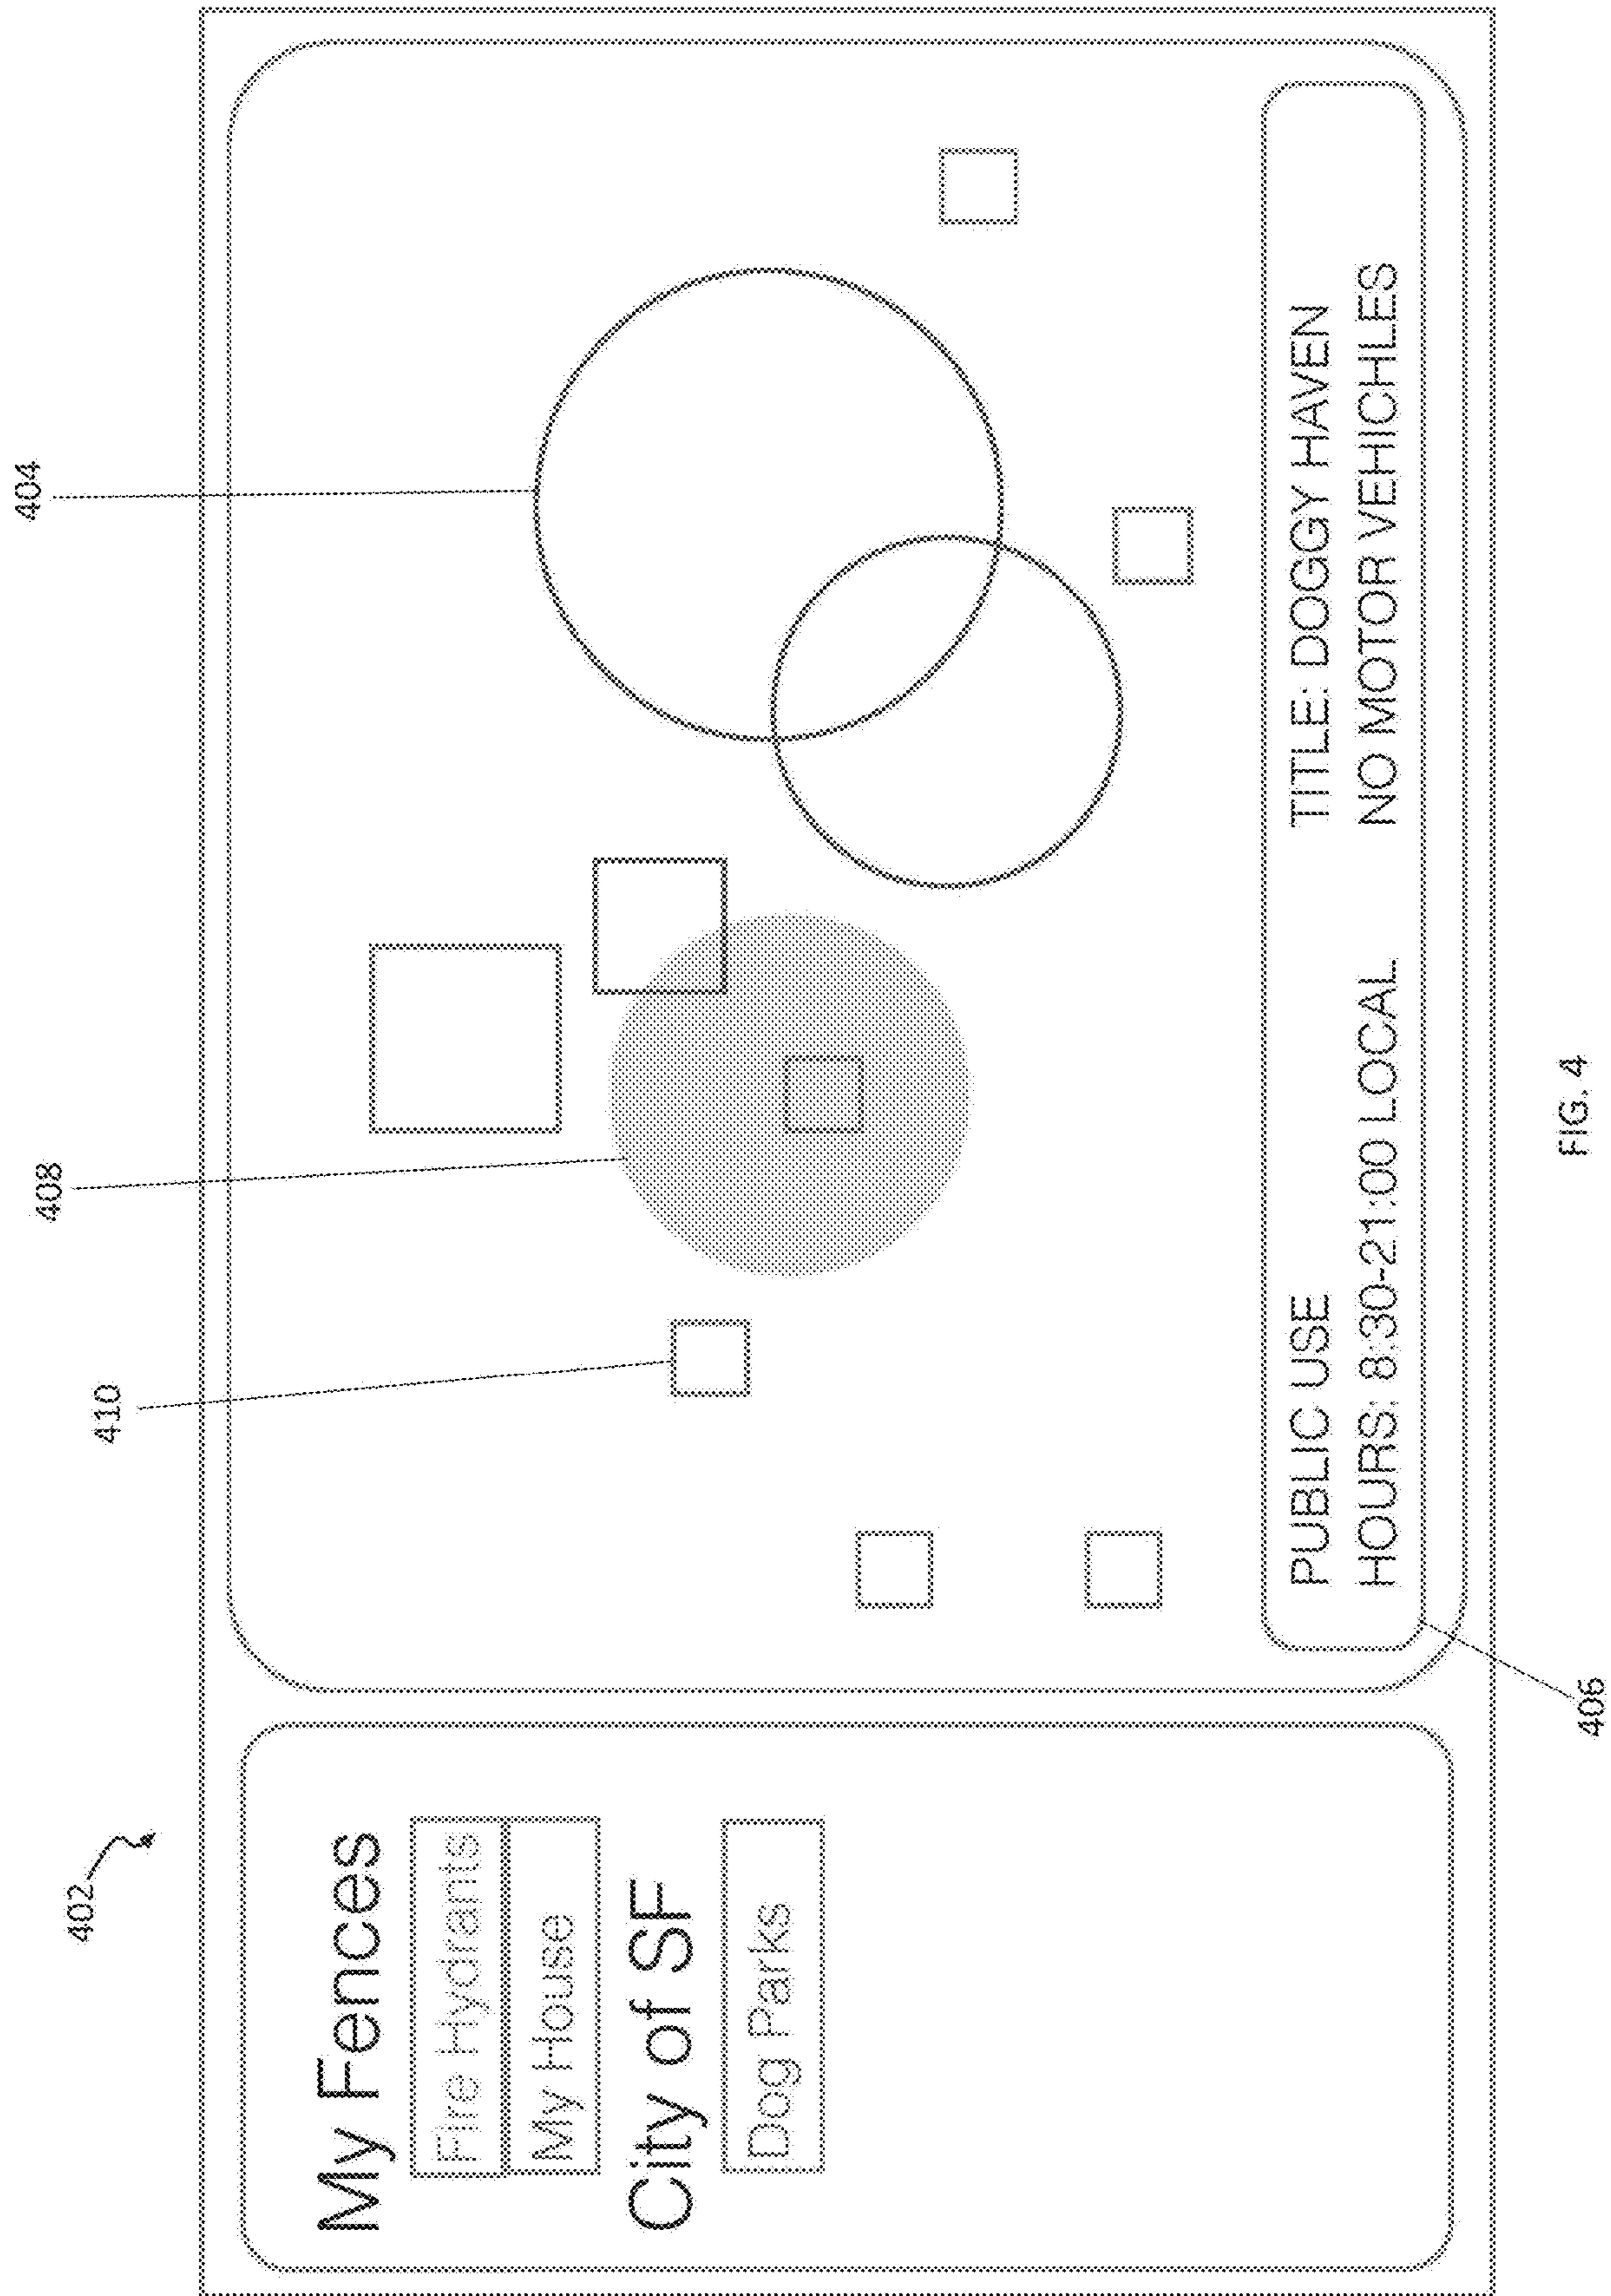 402
410
408
404
My Fences
Fire Hydrants
My House
City of SF
Dog Parks
PUBLIC USE
HOURS: 8:30-21:00 LOCAL
TITLE: DOGGY HAVEN
NO MOTOR VEHICHLES
406
FIG. 4